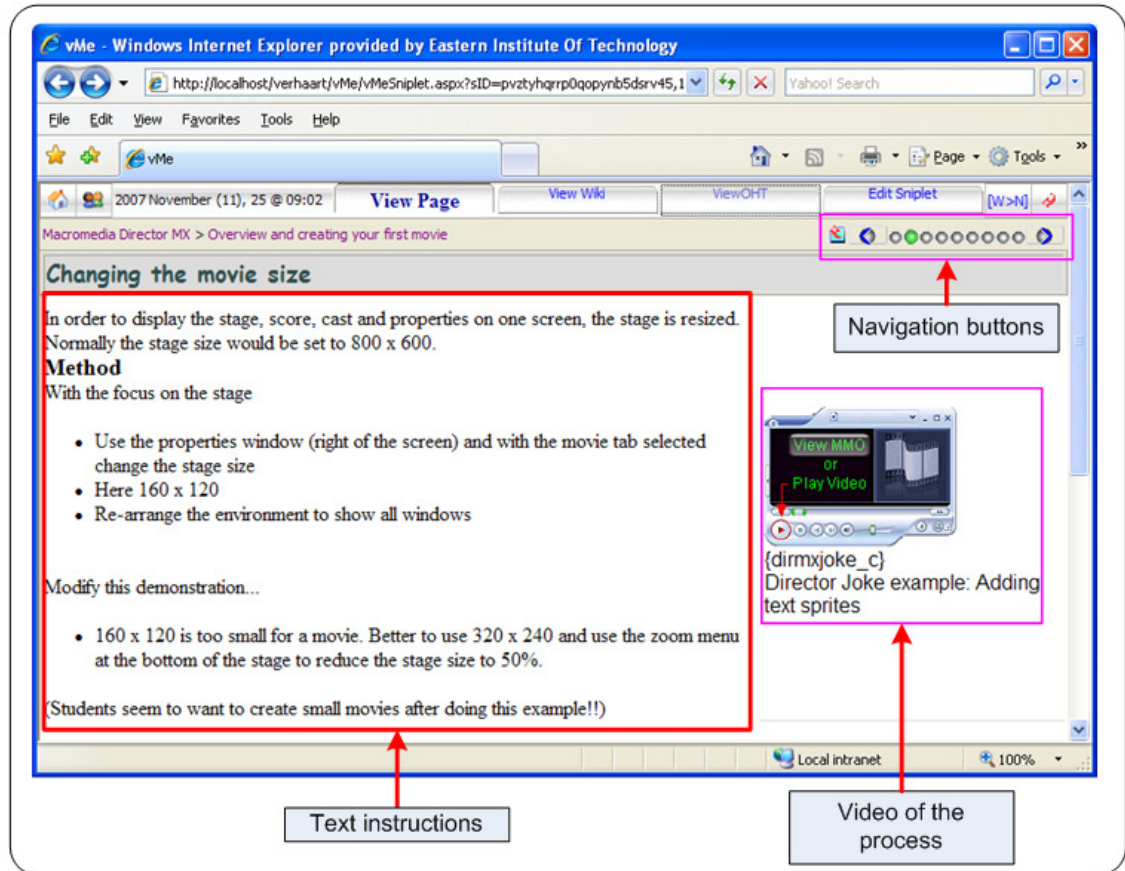 vMe - Windows Internet Explorer provided by Eastern Institute Of Technology
http://localhost/verhaart/vMe/vMeSniplet.aspx?sID=pvztyhqrrp0qopynb5dsrv45,1
Yahoo! Search
File Edit View Favorites Tools Help
vMe
Page Tools »
2007 November (11), 25 @ 09:02
View Page
View Wiki
ViewOHT
Edit Sniplet
[W>N]
Macromedia Director MX > Overview and creating your first movie
Changing the movie size
Navigation buttons
In order to display the stage, score, cast and properties on one screen, the stage is resized.
Normally the stage size would be set to 800 x 600.
Method
With the focus on the stage
• Use the properties window (right of the screen) and with the movie tab selected
change the stage size
• Here 160 x 120
• Re-arrange the environment to show all windows
Modify this demonstration...
• 160 x 120 is too small for a movie. Better to use 320 x 240 and use the zoom menu
at the bottom of the stage to reduce the stage size to 50%.
(Students seem to want to create small movies after doing this example!!)
View MMO
or
Play Video
{dirmxjoke_c}
Director Joke example: Adding
text sprites
Local intranet
100%
Text instructions
Video of the
process